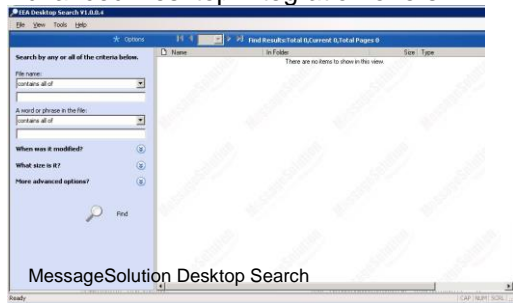 EEA Desktop Search V1.0.0.4
File View Tools Help
Options
Find Results:Total 0,Current 0,Total Pages 0
Search by any or all of the criteria below.
Name In Folder Size Type
There are no items to show in this view.
File name:
contains all of
A word or phrase in the file:
contains all of
When was it modified?
What size is it?
More advanced options?
Find
MessageSolution Desktop Search
Ready
CAP NUM SCRL